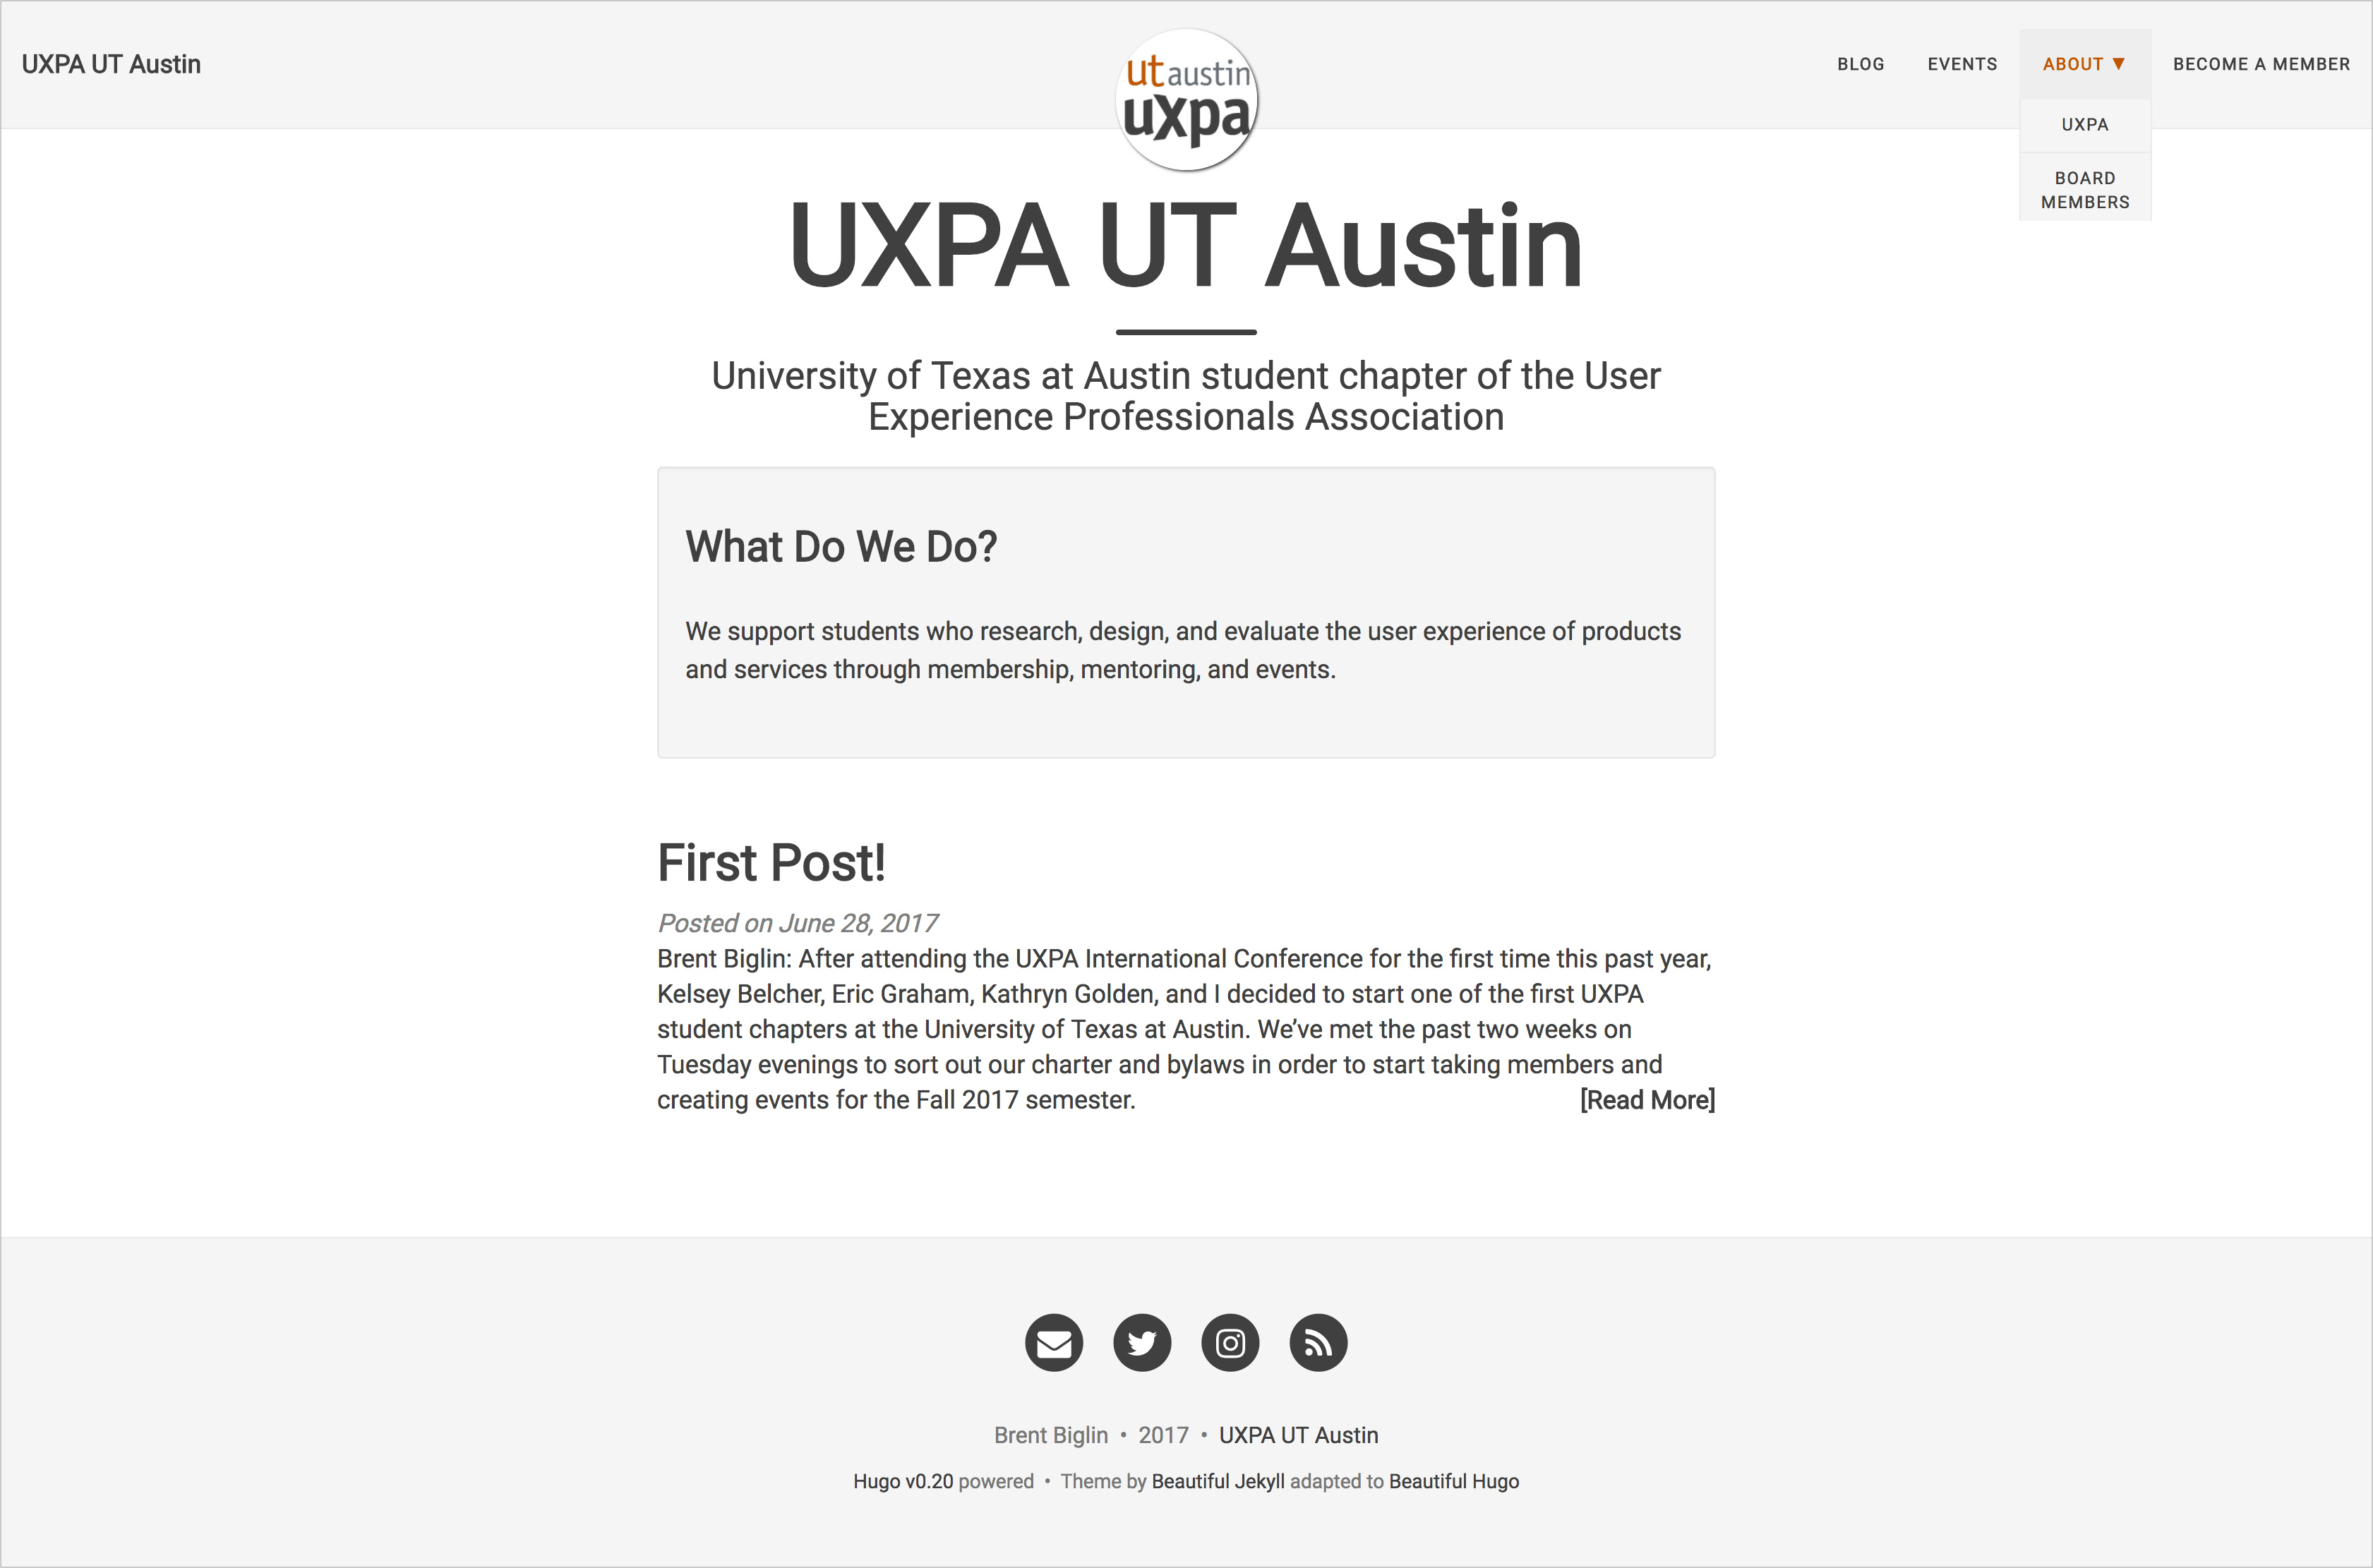 UXPA UT Austin
ut austin
uxpa
BLOG EVENTS ABOUT ▼ BECOME A MEMBER
UXPA
BOARD
MEMBERS
UXPA UT Austin
University of Texas at Austin student chapter of the User
Experience Professionals Association
What Do We Do?
We support students who research, design, and evaluate the user experience of products
and services through membership, mentoring, and events.
First Post!
Posted on June 28, 2017
Brent Biglin: After attending the UXPA International Conference for the first time this past year,
Kelsey Belcher, Eric Graham, Kathryn Golden, and I decided to start one of the first UXPA
student chapters at the University of Texas at Austin. We’ve met the past two weeks on
Tuesday evenings to sort out our charter and bylaws in order to start taking members and
creating events for the Fall 2017 semester. [Read More]
Brent Biglin • 2017 • UXPA UT Austin
Hugo v0.20 powered • Theme by Beautiful Jekyll adapted to Beautiful Hugo